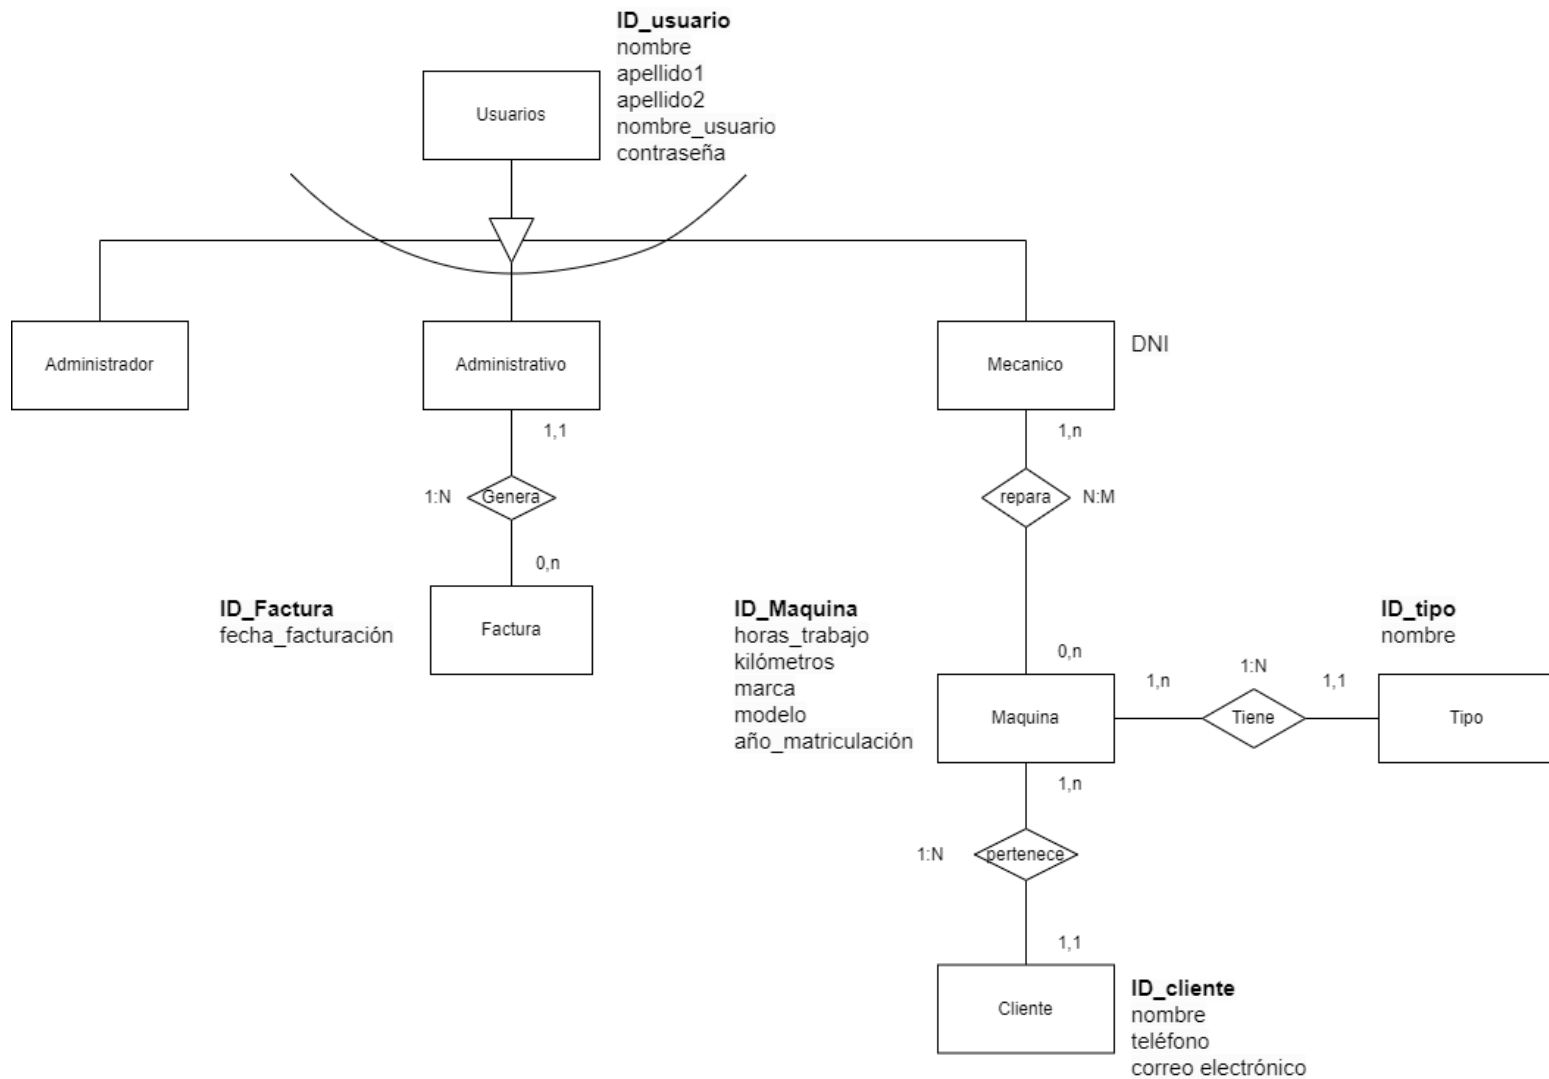 ID_usuario
nombre
apellido1
apellido2
nombre_usuario
contraseña
Usuarios
Administrador
Administrativo
Mecanico
DNI
1,1
1,n
1:N
Genera
repara
N:M
0,n
ID_Factura
fecha_facturación
Factura
ID_Maquina
horas_trabajo
kilómetros
marca
modelo
año_matriculación
0,n
Maquina
1,n
1:N
Tiene
1,1
ID_tipo
nombre
Tipo
1,n
1:N
pertenece
1,1
Cliente
ID_cliente
nombre
teléfono
correo electrónico